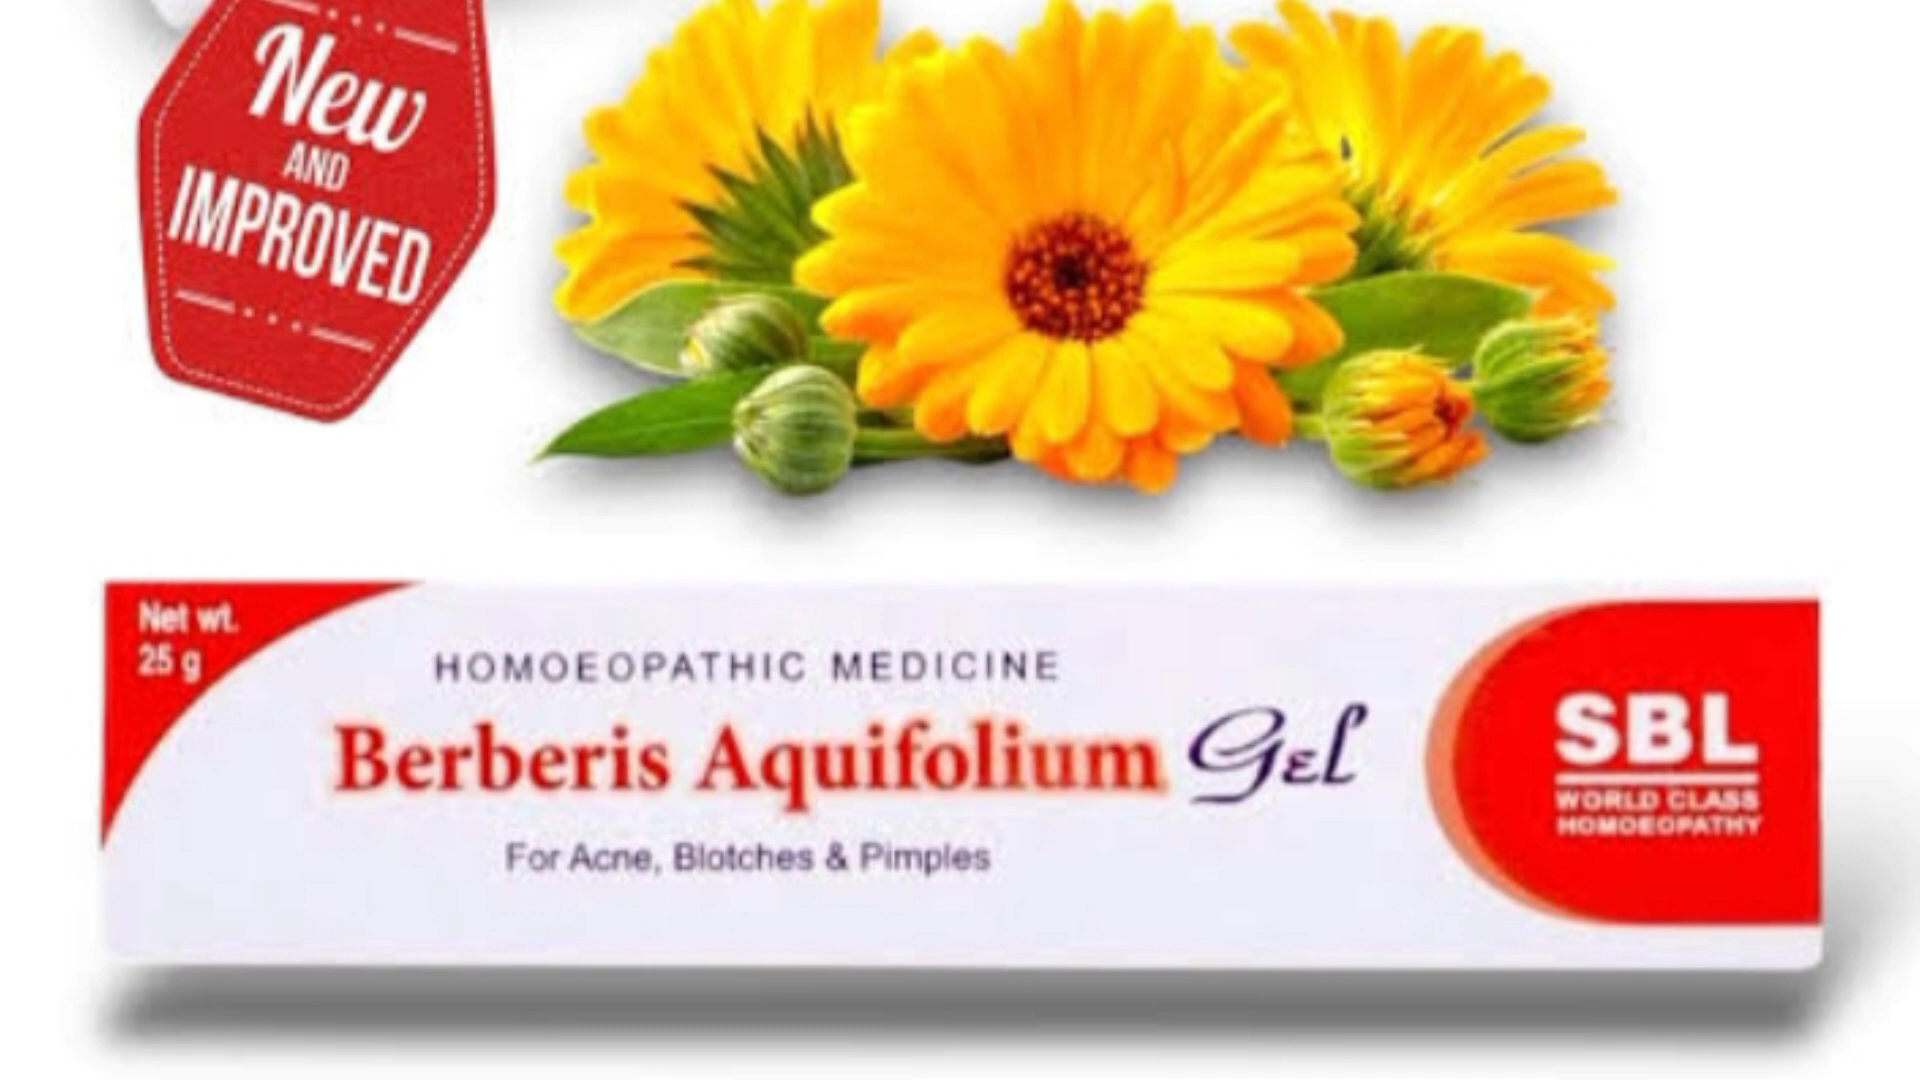 New
AND
IMPROVED
Net wt.
25 g
HOMOEOPATHIC MEDICINE
Berberis Aquifolium Gel
For Acne, Blotches & Pimples
SBL
WORLD CLASS
HOMOEOPATHY